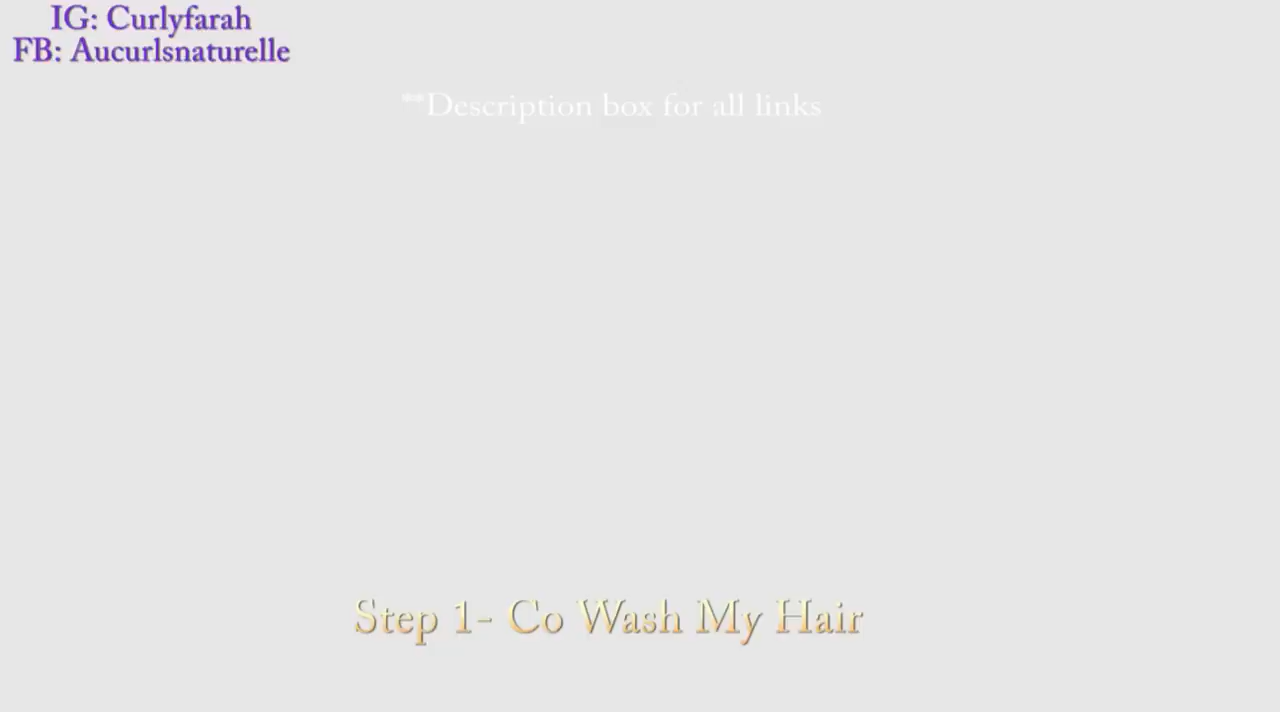 IG: Curlyfarah
FB: Aucurlsnaturelle
**Description box for all links
Step 1- Co Wash My Hair